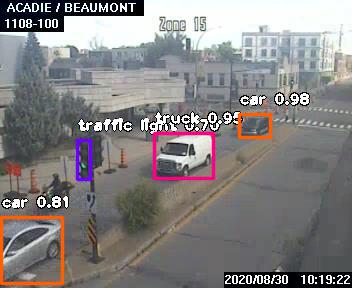 ACADIE / BEAUMONT
1108-100
Zone 15
car 0.98
truck 0.95
traffic light 0.70
car 0.81
2020/08/30 10:19:22